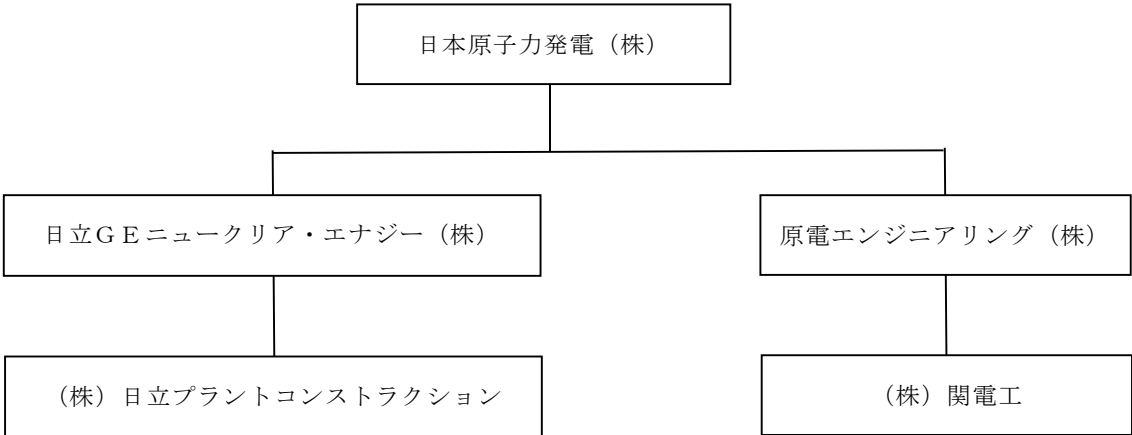 日本原子力発電（株）
日立ＧＥニュークリア・エナジー（株）
原電エンジニアリング（株）
（株）日立プラントコンストラクション
（株）関電工